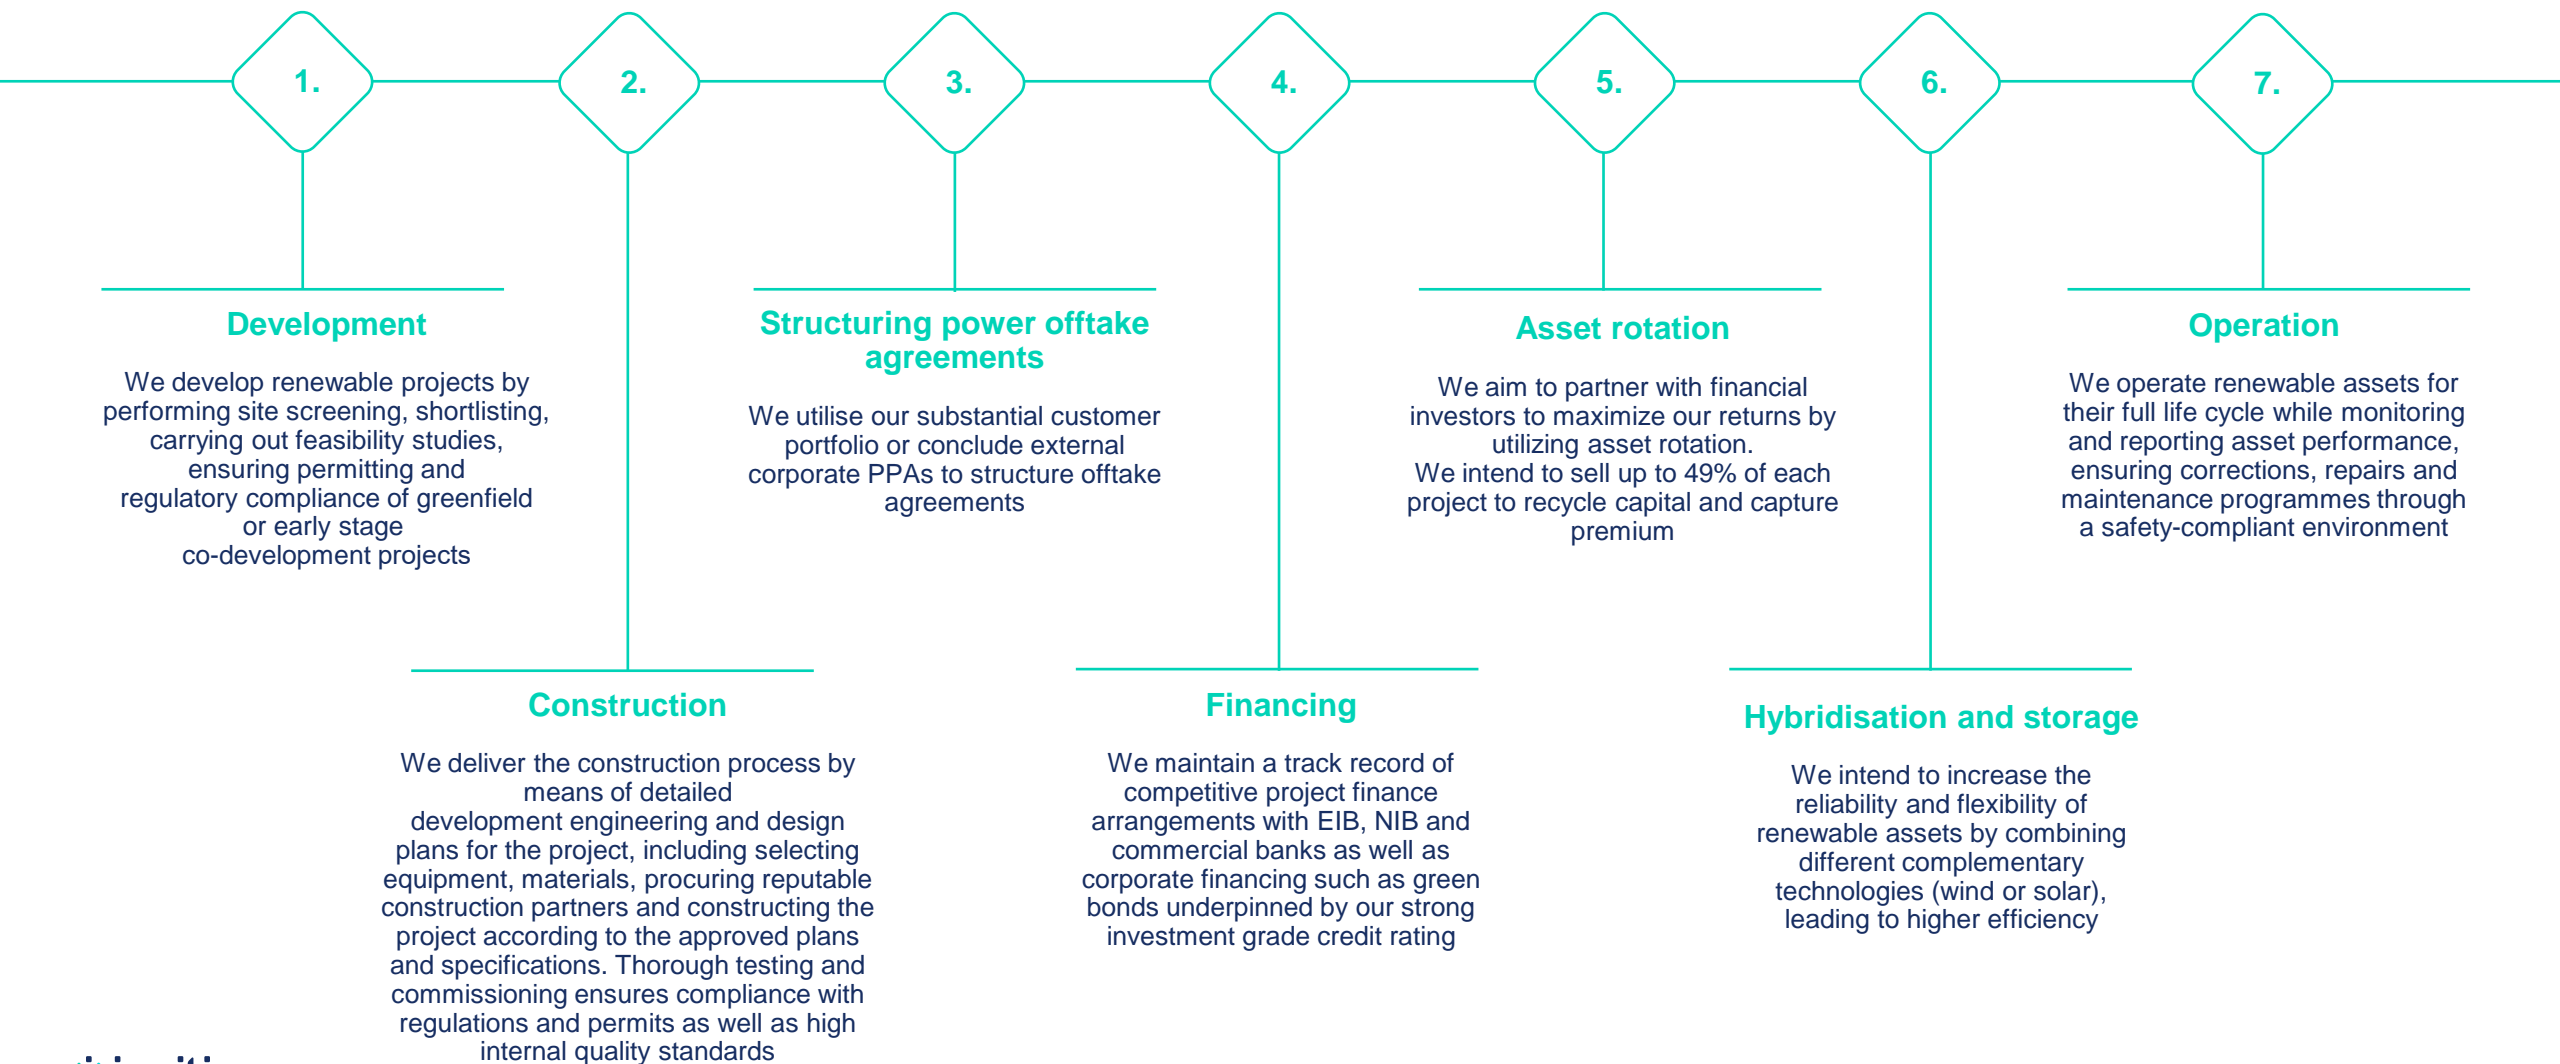 1.
2.
3.
4.
5.
6.
7.
Development
We develop renewable projects by
performing site screening, shortlisting,
carrying out feasibility studies,
ensuring permitting and
regulatory compliance of greenfield
or early stage
co-development projects
Construction
We deliver the construction process by
means of detailed
development engineering and design
plans for the project, including selecting
equipment, materials, procuring reputable
construction partners and constructing the
project according to the approved plans
and specifications. Thorough testing and
commissioning ensures compliance with
regulations and permits as well as high
internal quality standards
Structuring power offtake
agreements
We utilise our substantial customer
portfolio or conclude external
corporate PPAs to structure offtake
agreements
Financing
We maintain a track record of
competitive project finance
arrangements with EIB, NIB and
commercial banks as well as
corporate financing such as green
bonds underpinned by our strong
investment grade credit rating
Asset rotation
We aim to partner with financial
investors to maximize our returns by
utilizing asset rotation.
We intend to sell up to 49% of each
project to recycle capital and capture
premium
Hybridisation and storage
We intend to increase the
reliability and flexibility of
renewable assets by combining
different complementary
technologies (wind or solar),
leading to higher efficiency
Operation
We operate renewable assets for
their full life cycle while monitoring
and reporting asset performance,
ensuring corrections, repairs and
maintenance programmes through
a safety-compliant environment